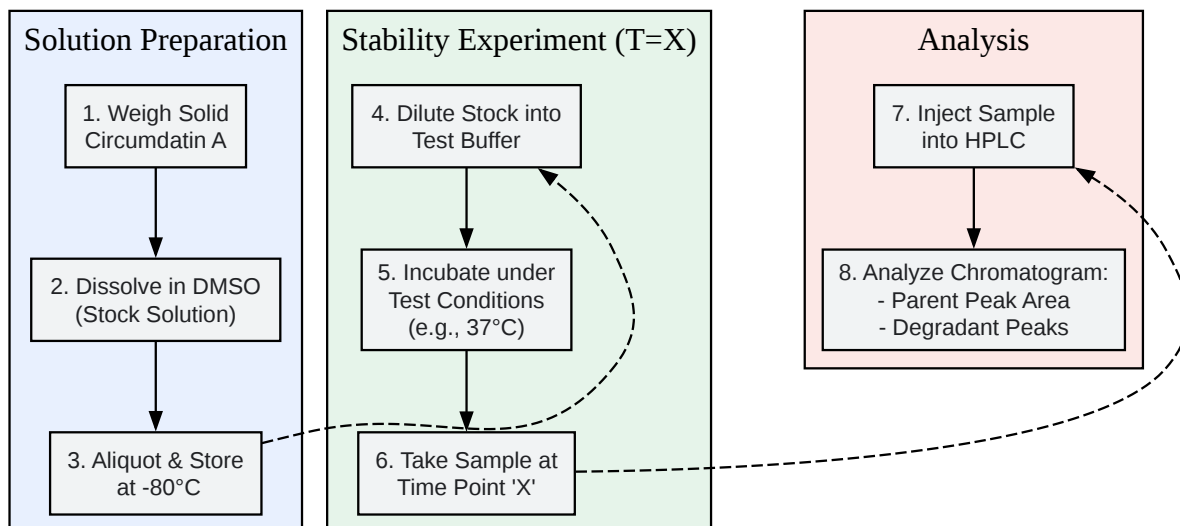 Solution Preparation
1. Weigh Solid
Circumdatin A
2. Dissolve in DMSO
(Stock Solution)
3. Aliquot & Store
at -80°C
Stability Experiment (T=X)
4. Dilute Stock into
Test Buffer
5. Incubate under
Test Conditions
(e.g., 37°C)
6. Take Sample at
Time Point 'X'
Analysis
7. Inject Sample
into HPLC
8. Analyze Chromatogram:
- Parent Peak Area
- Degradant Peaks